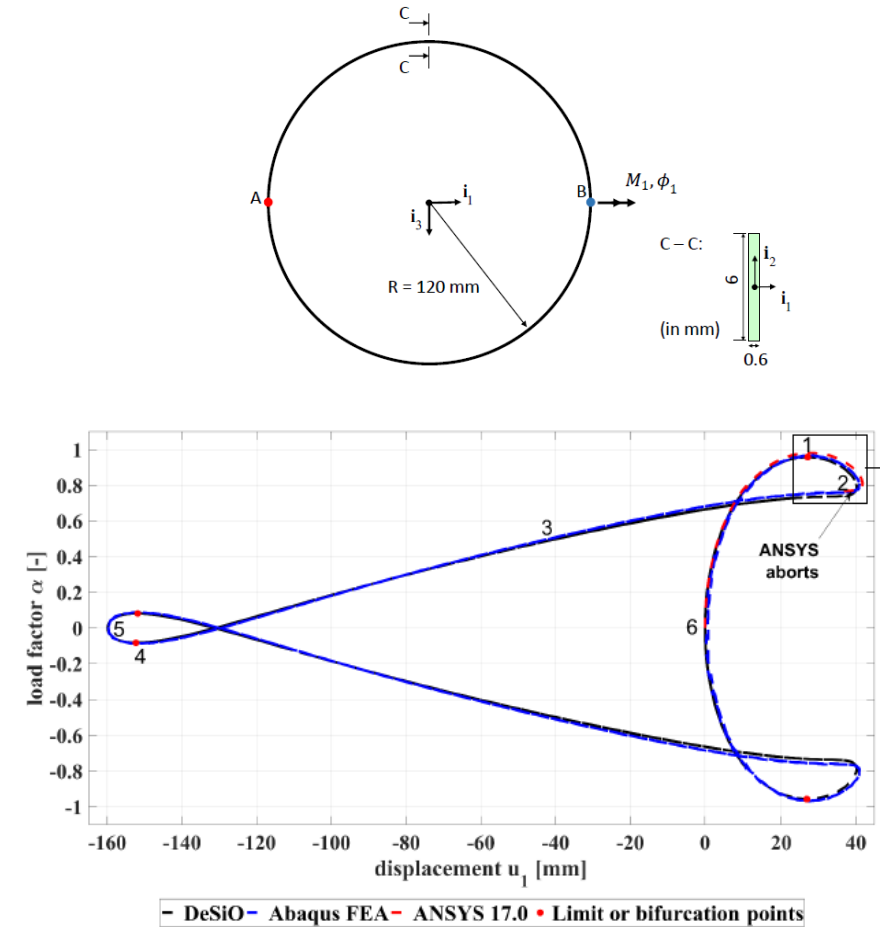 C
C
A
B
M₁, ϕ₁
i₁
i₃
R = 120 mm
C – C:
6
i₂
i₁
(in mm)
0.6
1
0.8
0.6
0.4
0.2
0
-0.2
-0.4
-0.6
-0.8
-1
load factor α [-]
1
2
3
ANSYS
aborts
5
4
6
-160 -140 -120 -100 -80 -60 -40 -20 0 20 40
displacement u₁ [mm]
DeSiO Abaqus FEA ANSYS 17.0 Limit or bifurcation points